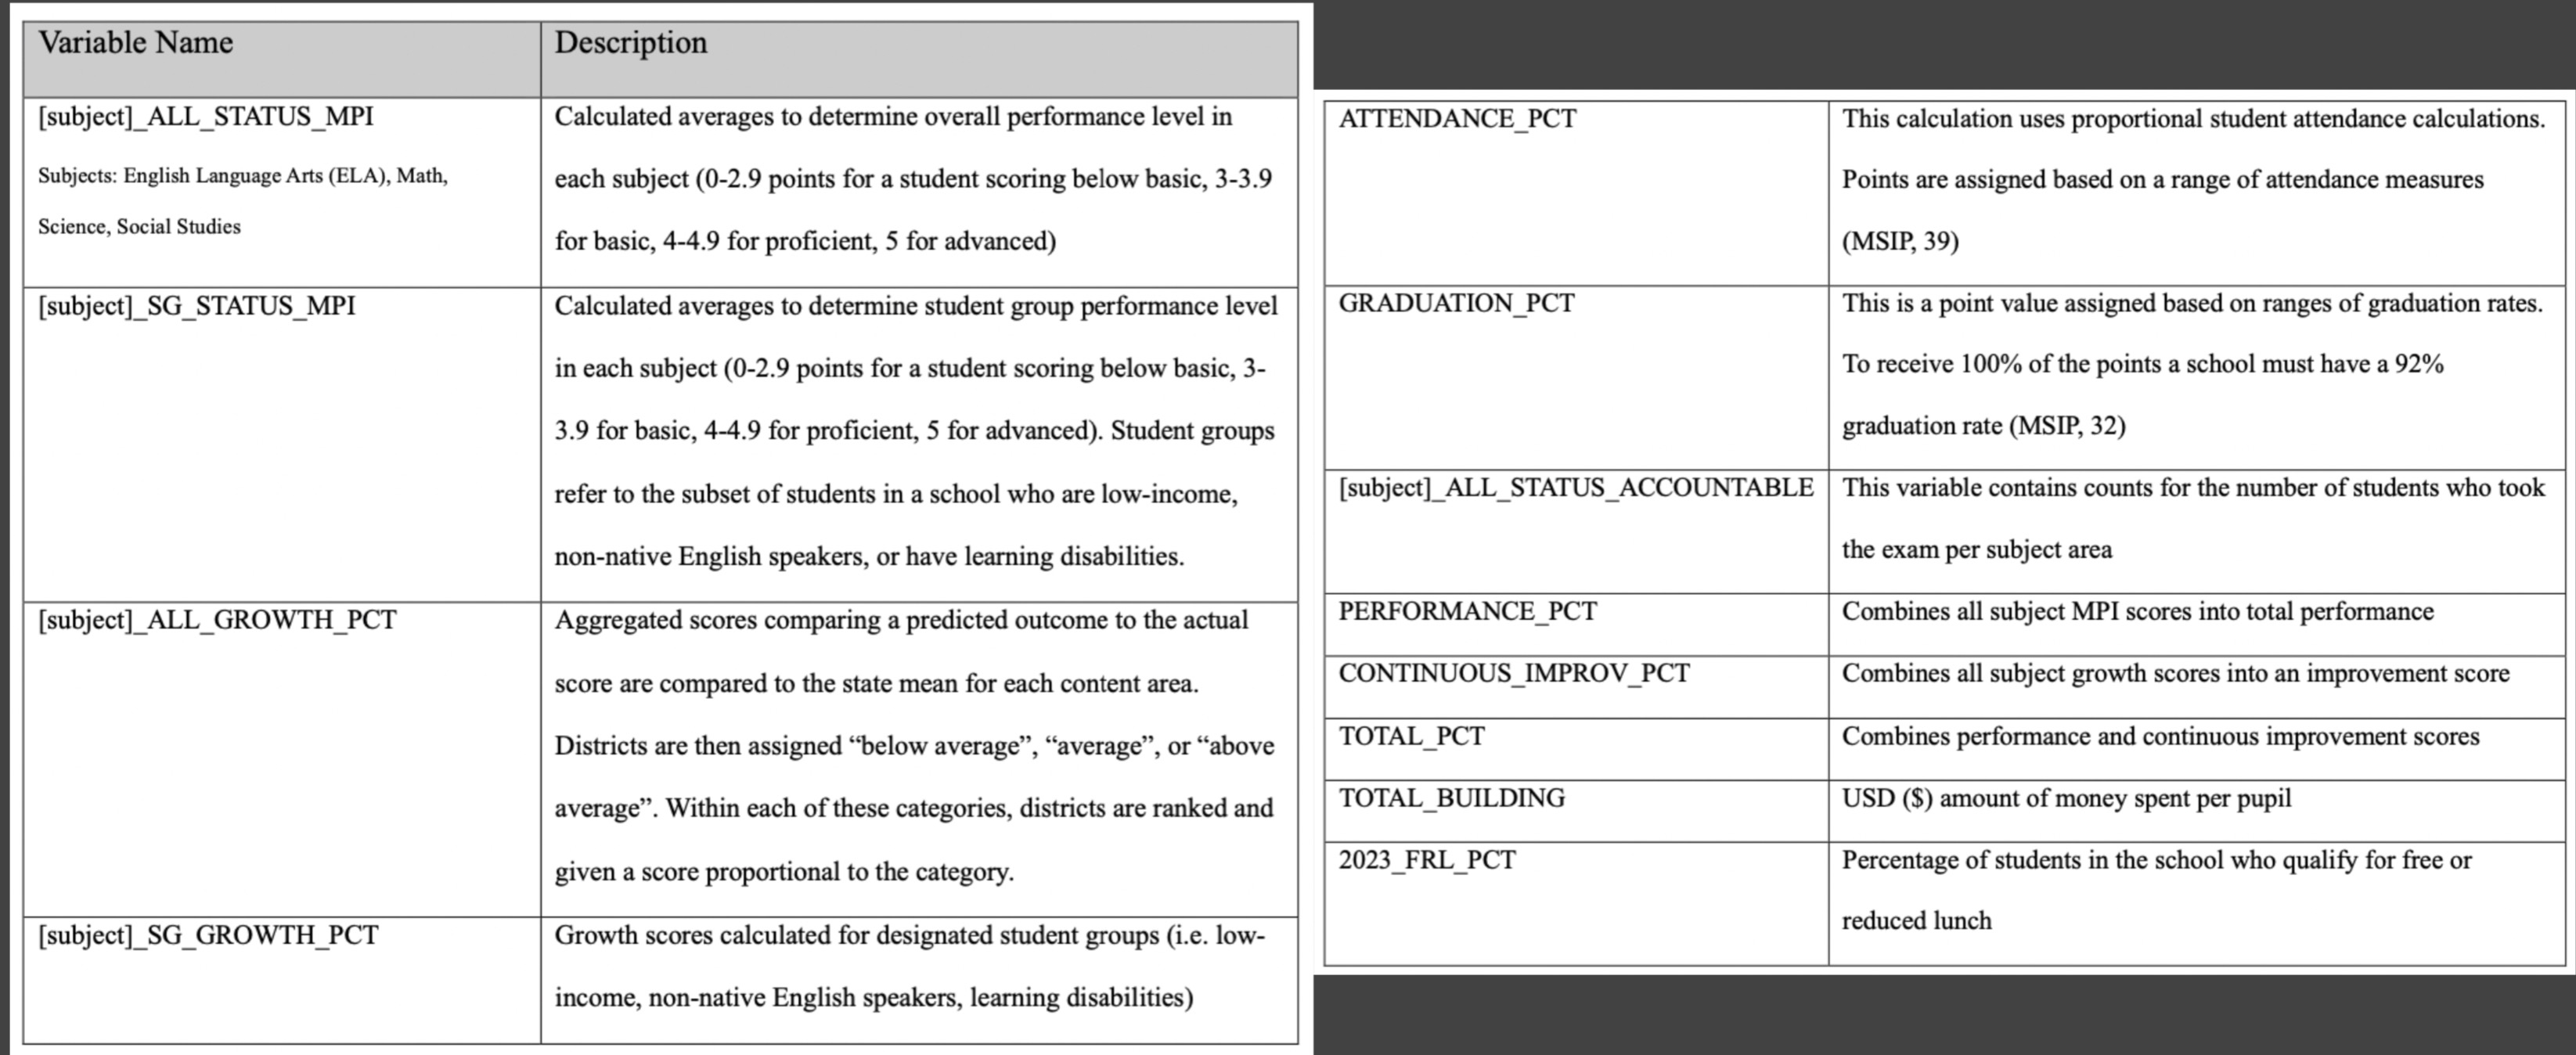 Variable Name
Description
[subject]_ALL_STATUS_MPI
Subjects: English Language Arts (ELA), Math,
Science, Social Studies
Calculated averages to determine overall performance level in
each subject (0-2.9 points for a student scoring below basic, 3-3.9
for basic, 4-4.9 for proficient, 5 for advanced)
[subject]_SG_STATUS_MPI
Calculated averages to determine student group performance level
in each subject (0-2.9 points for a student scoring below basic, 3-
3.9 for basic, 4-4.9 for proficient, 5 for advanced). Student groups
refer to the subset of students in a school who are low-income,
non-native English speakers, or have learning disabilities.
[subject]_ALL_GROWTH_PCT
Aggregated scores comparing a predicted outcome to the actual
score are compared to the state mean for each content area.
Districts are then assigned “below average”, “average”, or “above
average”. Within each of these categories, districts are ranked and
given a score proportional to the category.
[subject]_SG_GROWTH_PCT
Growth scores calculated for designated student groups (i.e. low-
income, non-native English speakers, learning disabilities)
ATTENDANCE_PCT
This calculation uses proportional student attendance calculations.
Points are assigned based on a range of attendance measures
(MSIP, 39)
GRADUATION_PCT
This is a point value assigned based on ranges of graduation rates.
To receive 100% of the points a school must have a 92%
graduation rate (MSIP, 32)
[subject]_ALL_STATUS_ACCOUNTABLE
This variable contains counts for the number of students who took
the exam per subject area
PERFORMANCE_PCT
Combines all subject MPI scores into total performance
CONTINUOUS_IMPROV_PCT
Combines all subject growth scores into an improvement score
TOTAL_PCT
Combines performance and continuous improvement scores
TOTAL_BUILDING
USD ($) amount of money spent per pupil
2023_FRL_PCT
Percentage of students in the school who qualify for free or
reduced lunch